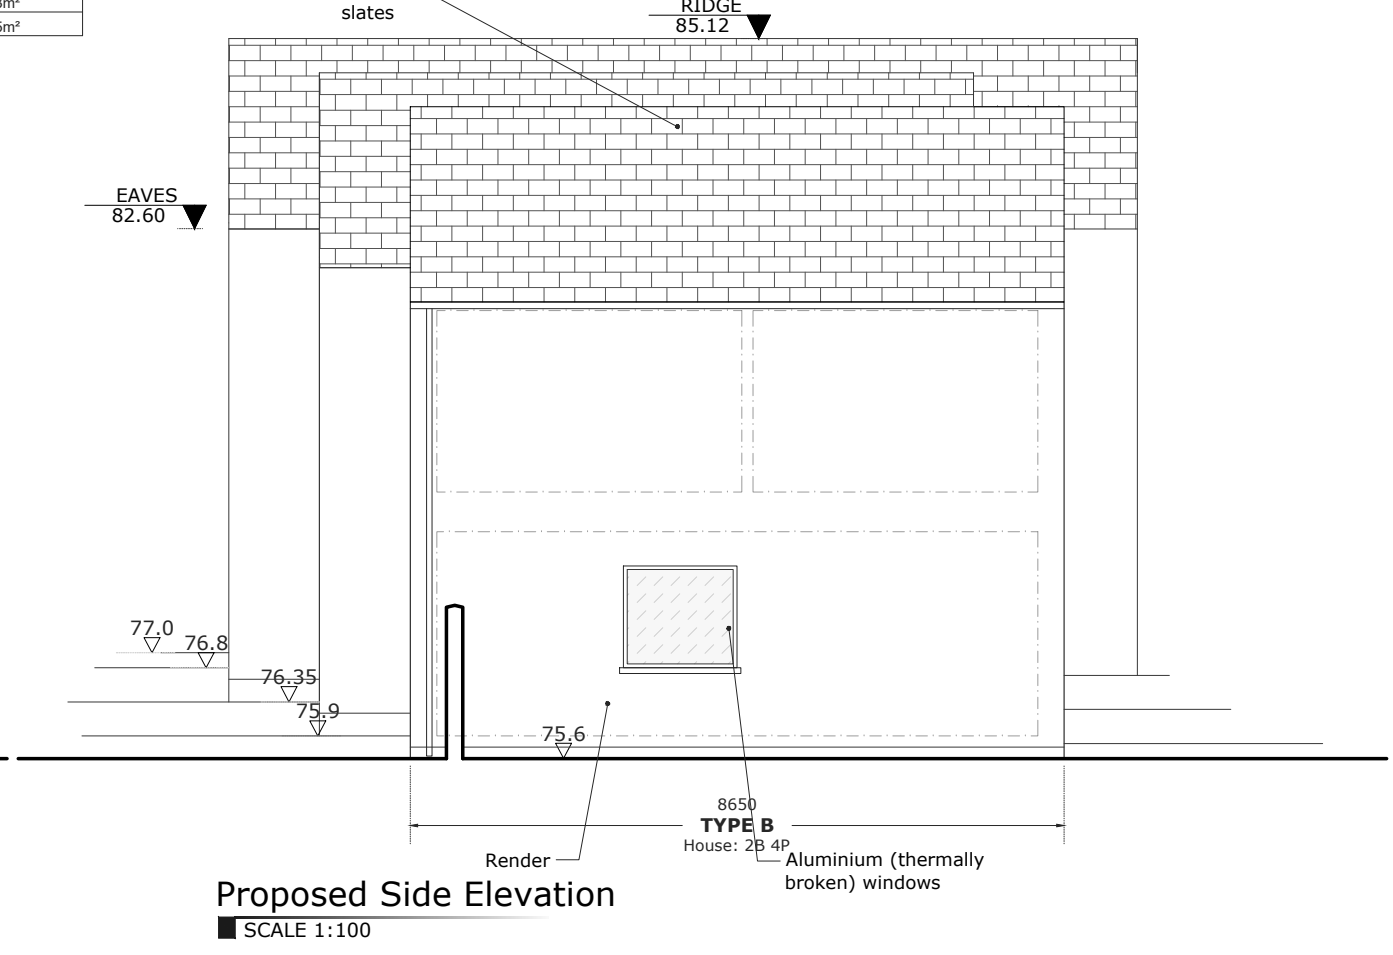 slates
RIDGE
85.12
EAVES
82.60
77.0
76.8
76.35
75.9
75.6
8650
TYPE B
House: 2B 4P
Render
Aluminium (thermally
broken) windows
Proposed Side Elevation
SCALE 1:100